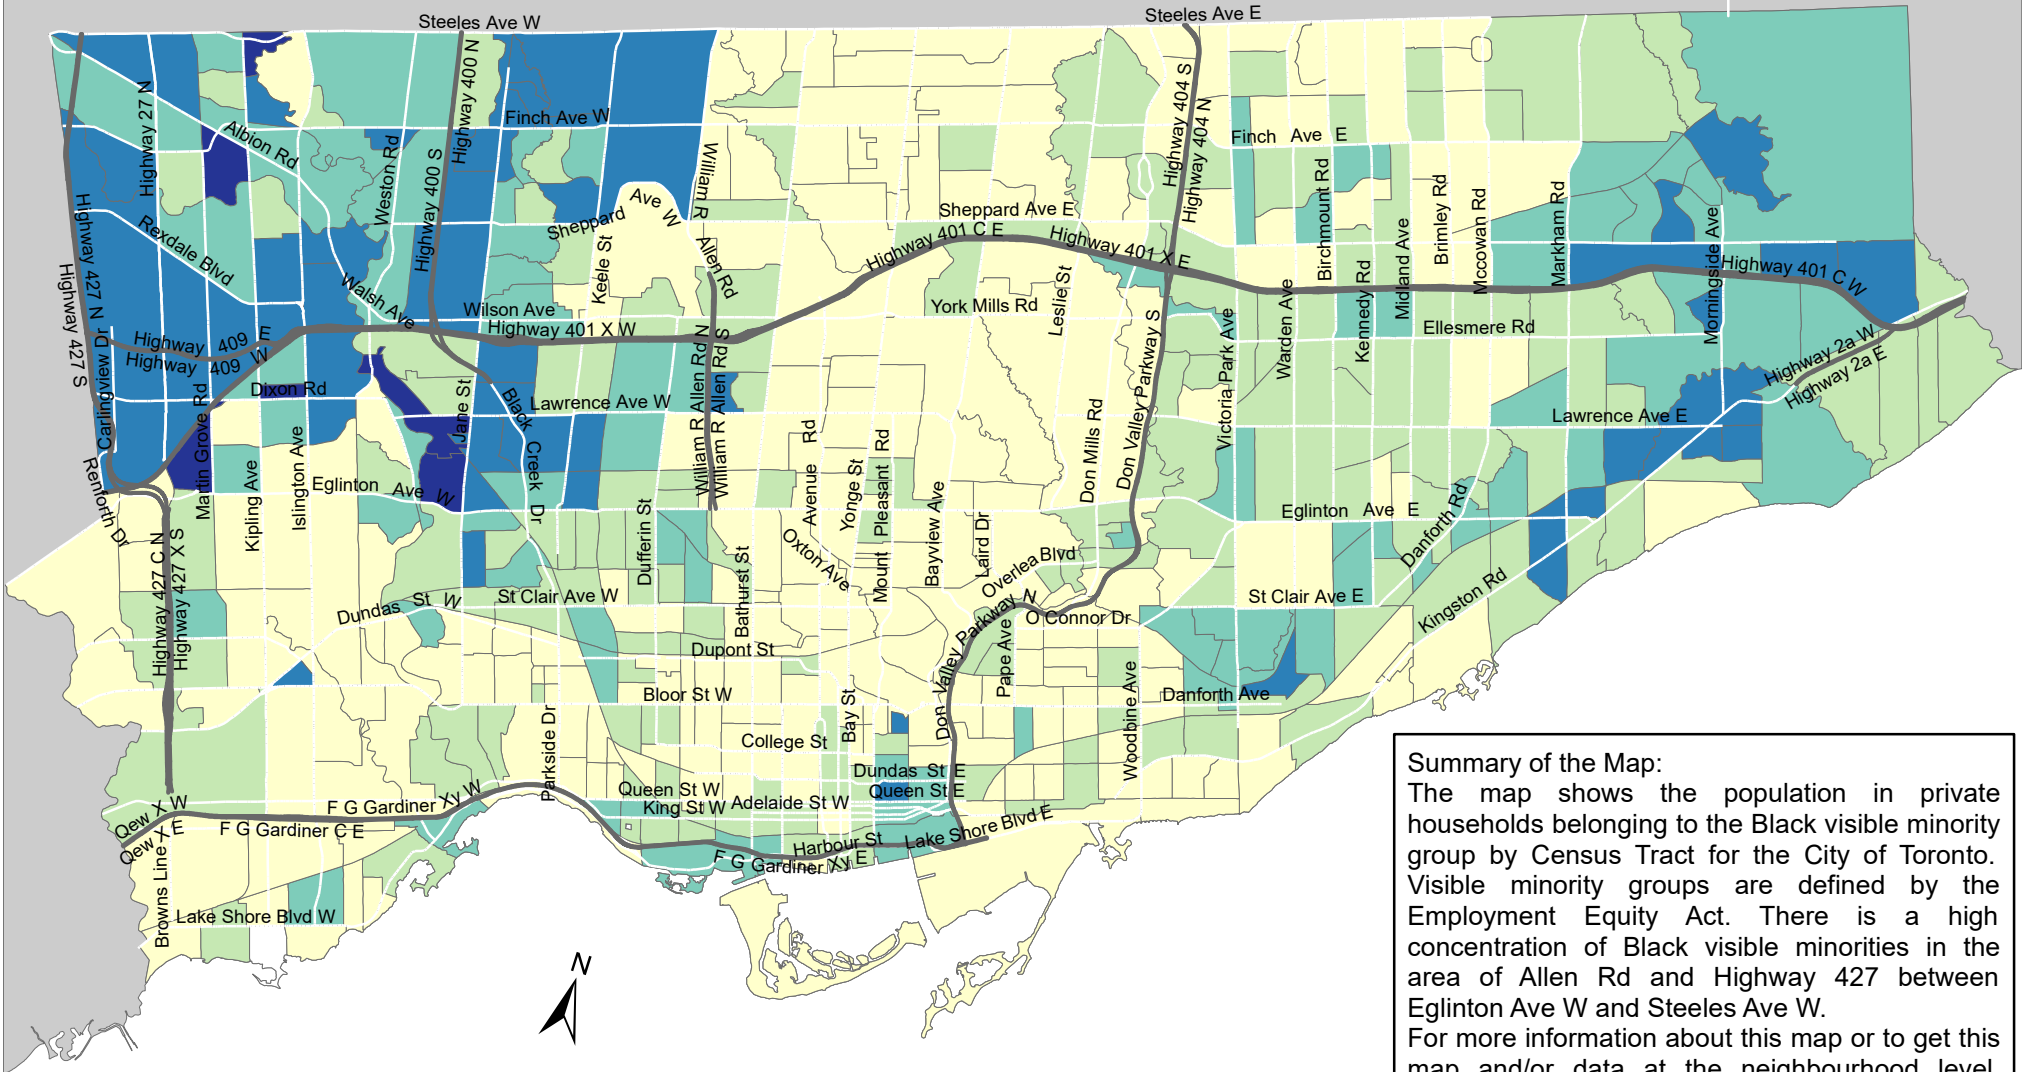 Steeles Ave W
Steeles Ave E
Highway 27 N
Albion Rd
Weston Rd
Highway 400 N
Highway 400 S
Finch Ave W
William R
Allen Rd
Sheppard Ave W
Keele St
Highway 404 S
Highway 404 N
Finch Ave E
Sheppard Ave E
Highway 401 C E
Highway 401 X E
Birchmount Rd
Midland Ave
Brimley Rd
Mccowan Rd
Markham Rd
Morningside Ave
Highway 401 C W
Rexdale Blvd
Highway 427 N
Highway 427 S
Walsh Ave
Wilson Ave
Highway 401 X W
York Mills Rd
Leslie St
Warden Ave
Kennedy Rd
Ellesmere Rd
Highway 2a W
Highway 2a E
Highway 409 E
Highway 409 W
Carlingview Dr
Martin Grove Rd
Dixon Rd
Jane St
Black Creek Dr
Lawrence Ave W
William R Allen Rd N
William R Allen Rd S
Don Valley Parkway S
Victoria Park Ave
Lawrence Ave E
Renforth Dr
Kipling Ave
Islington Ave
Eglinton Ave W
Dufferin St
Bathurst St
Avenue Rd
Yonge St
Mount Pleasant Rd
Bayview Ave
Laird Dr
Don Mills Rd
Eglinton Ave E
Danforth Rd
Highway 427 C N
Highway 427 X S
Dundas St W
St Clair Ave W
Oxton Ave
Overlea Blvd
O Connor Dr
St Clair Ave E
Kingston Rd
Dupont St
Don Valley Parkway N
Pape Ave
Woodbine Ave
Danforth Ave
Bloor St W
Bay St
Parkside Dr
College St
Dundas St E
Queen St E
Queen St W
King St W
Adelaide St W
Qew X W
Qew X E
F G Gardiner Xy W
F G Gardiner C E
Harbour St
Lake Shore Blvd E
F G Gardiner Xy E
Browns Line
Lake Shore Blvd W
N
Summary of the Map:
The map shows the population in private
households belonging to the Black visible minority
group by Census Tract for the City of Toronto.
Visible minority groups are defined by the
Employment Equity Act. There is a high
concentration of Black visible minorities in the
area of Allen Rd and Highway 427 between
Eglinton Ave W and Steeles Ave W.
For more information about this map or to get this
map and/or data at the neighbourhood level,